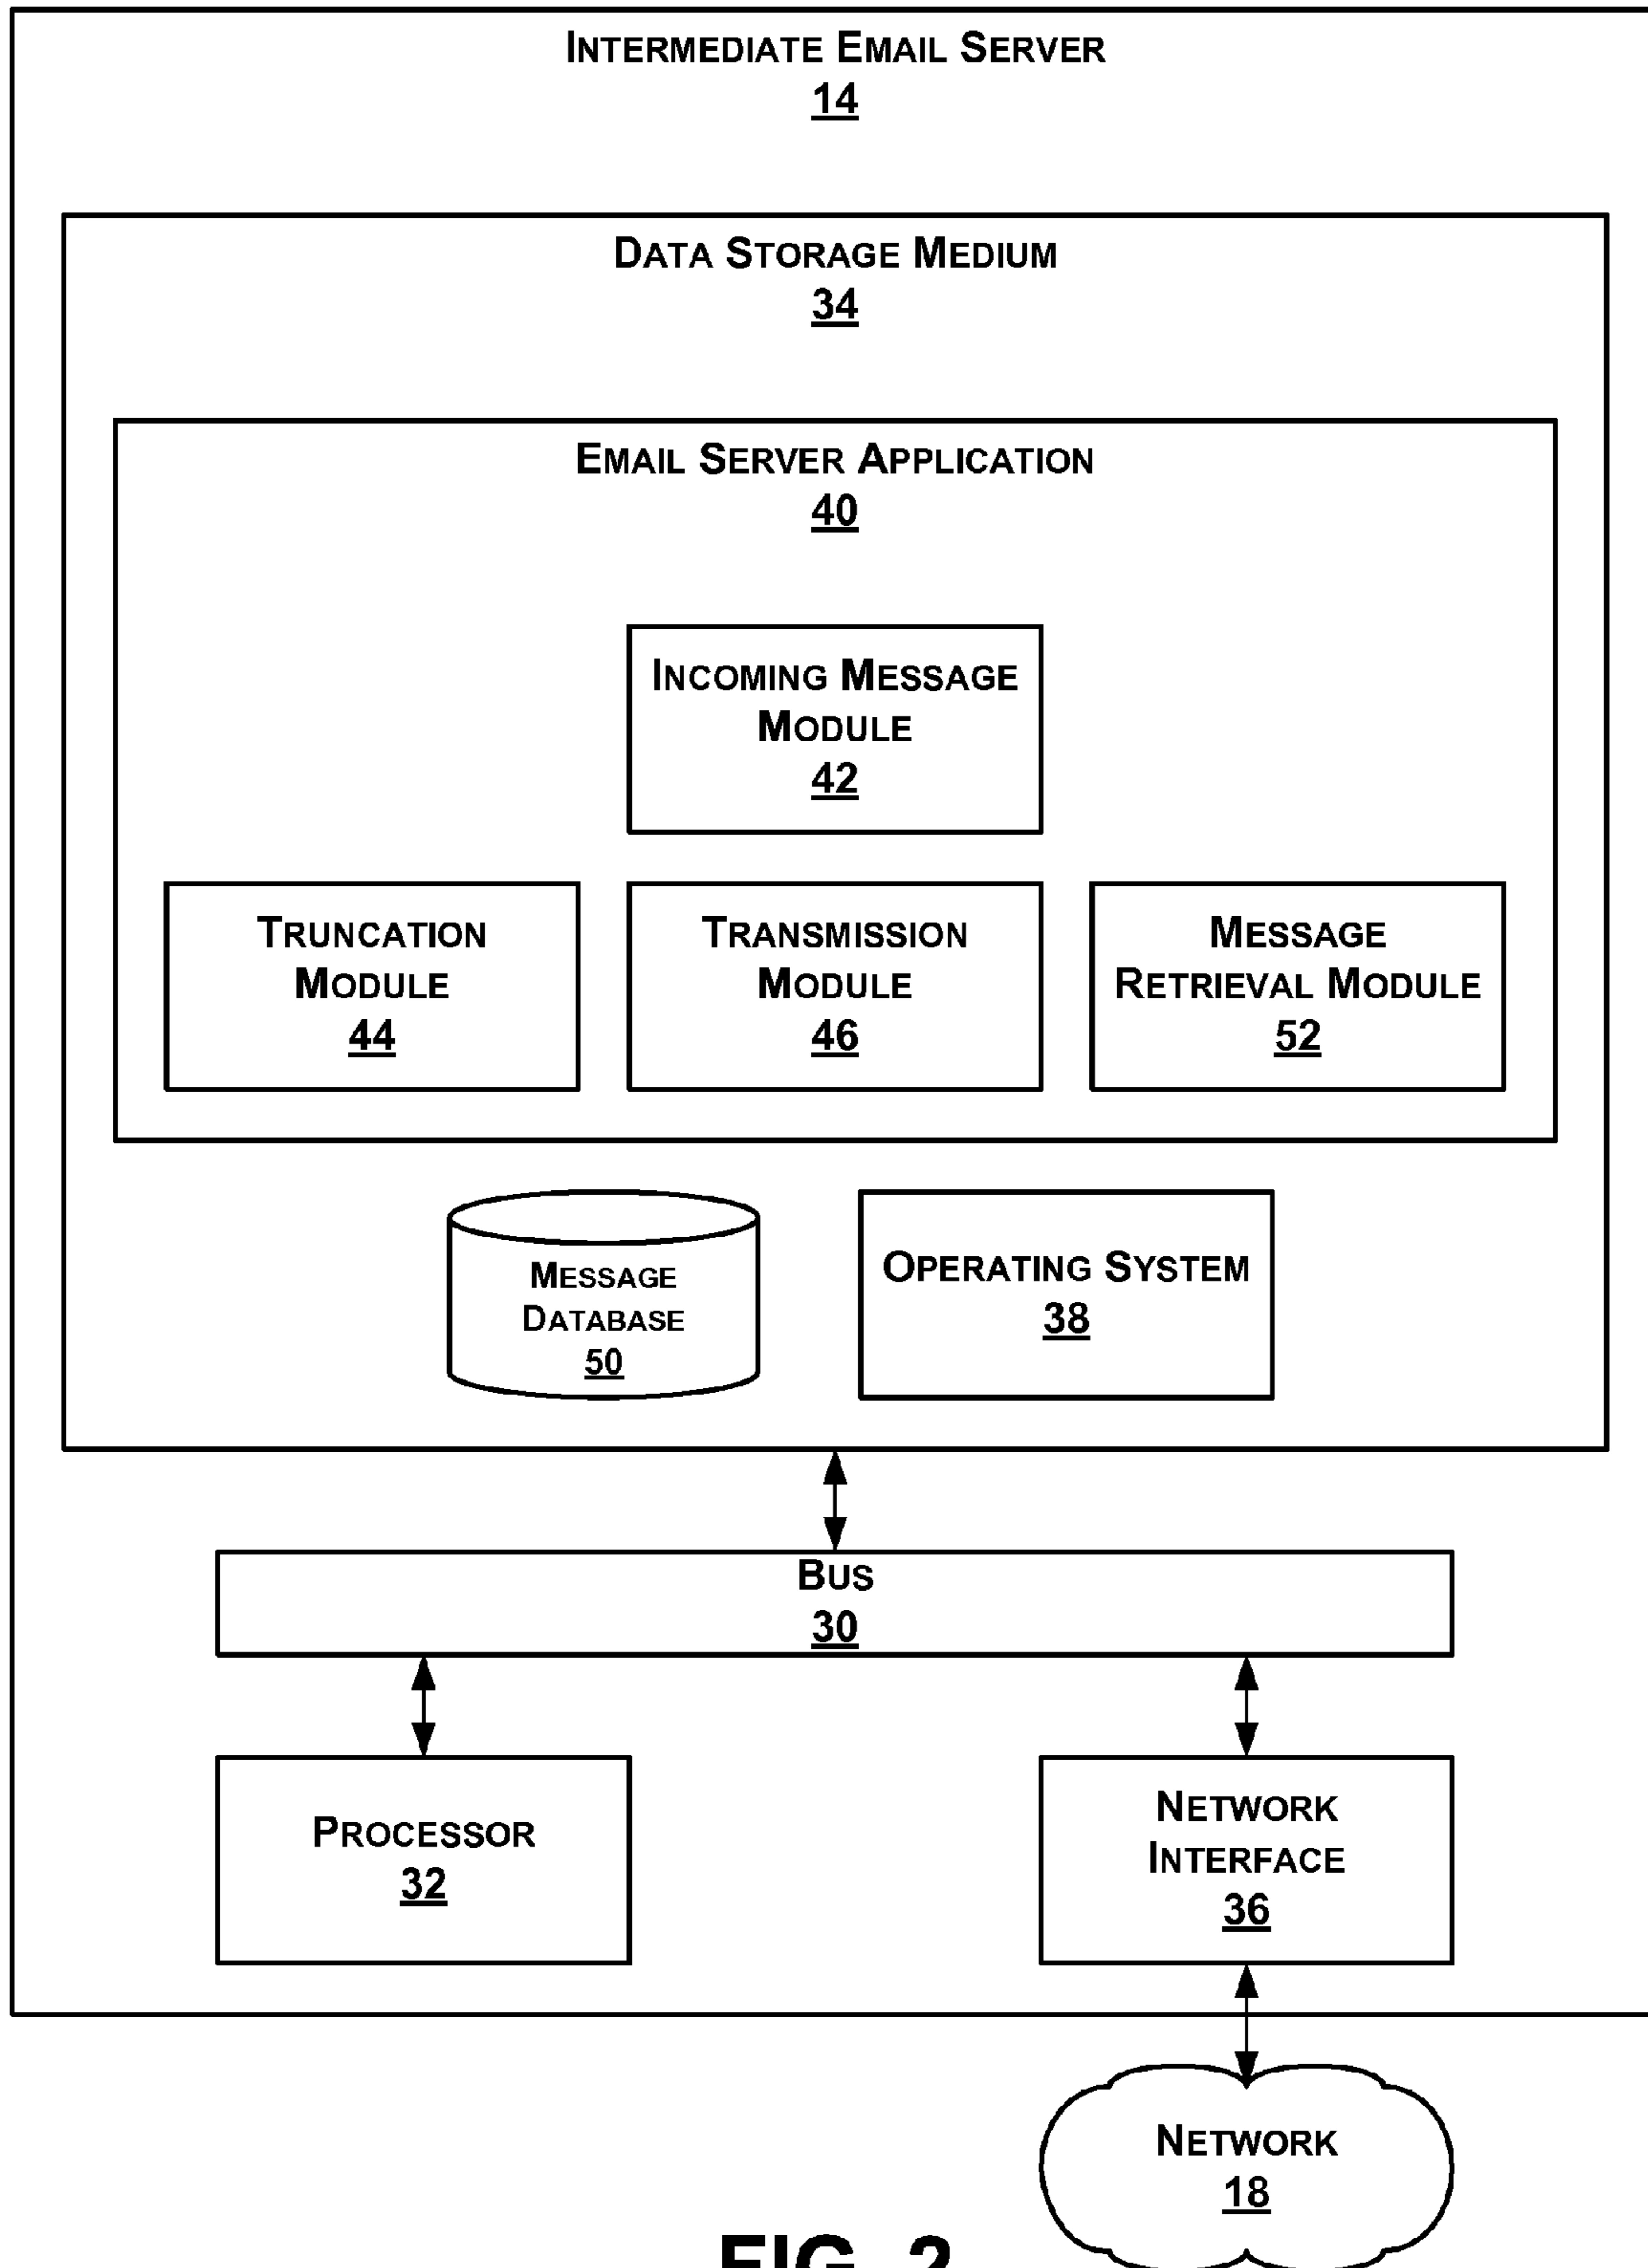 INTERMEDIATE EMAIL SERVER
14
DATA STORAGE MEDIUM
34
EMAIL SERVER APPLICATION
40
INCOMING MESSAGE
MODULE
42
TRUNCATION
MODULE
44
TRANSMISSION
MODULE
46
MESSAGE
RETRIEVAL MODULE
52
MESSAGE
DATABASE
50
OPERATING SYSTEM
38
BUS
30
PROCESSOR
32
NETWORK
INTERFACE
36
NETWORK
18
FIG. 2